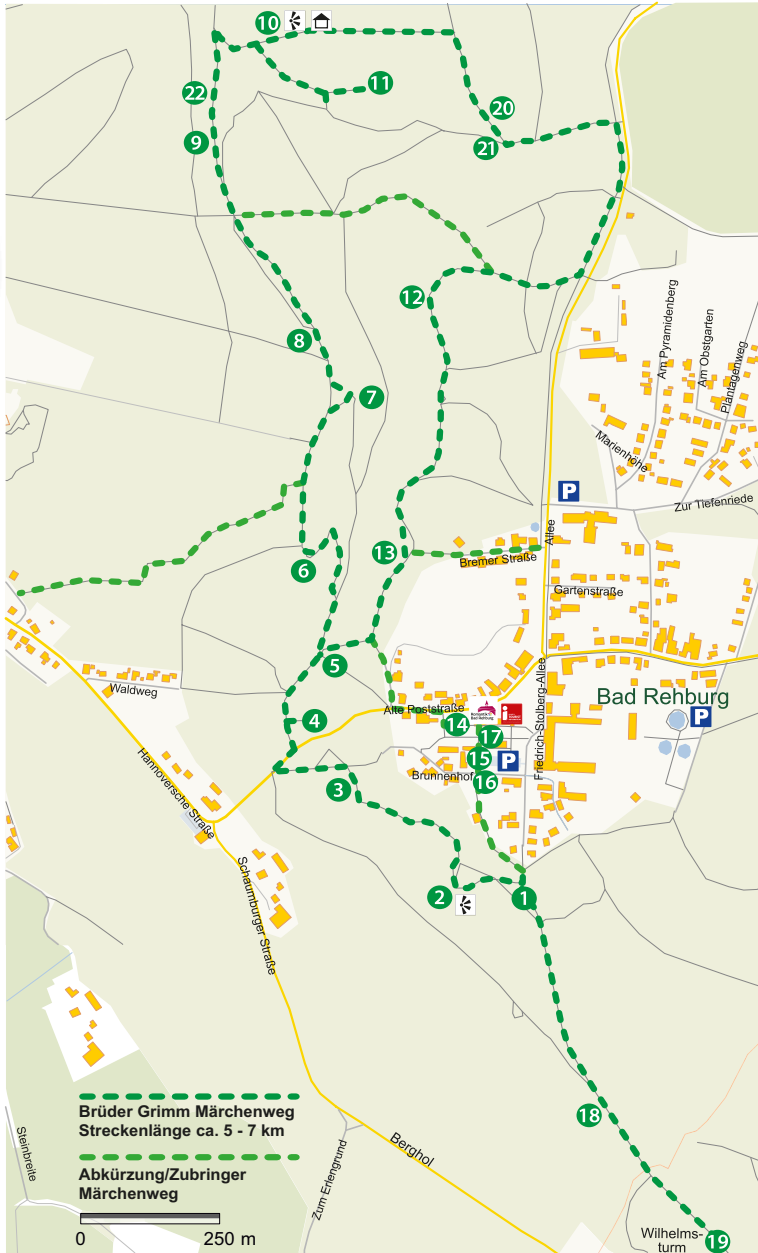 10
11
22
9
20
21
12
8
7
Am Pyramidenberg
Am Obstgarten
Plantagenweg
Marienhöhe
P
Zur Tiefenriede
Allee
13
Bremer Straße
6
Gartenstraße
5
Waldweg
4
Alte Poststraße
14
17
Bad Rehburg
P
Friedrich-Stolberg-Allee
15
P
Brunnenhof
16
3
Hannoversche Straße
2
1
Schaumburger Straße
18
Brüder Grimm Märchenweg
Streckenlänge ca. 5 - 7 km
Abkürzung/Zubringer
Märchenweg
0
250 m
Steinbreite
Zum Erlengrund
Berghol
Wilhelms-
turm
19